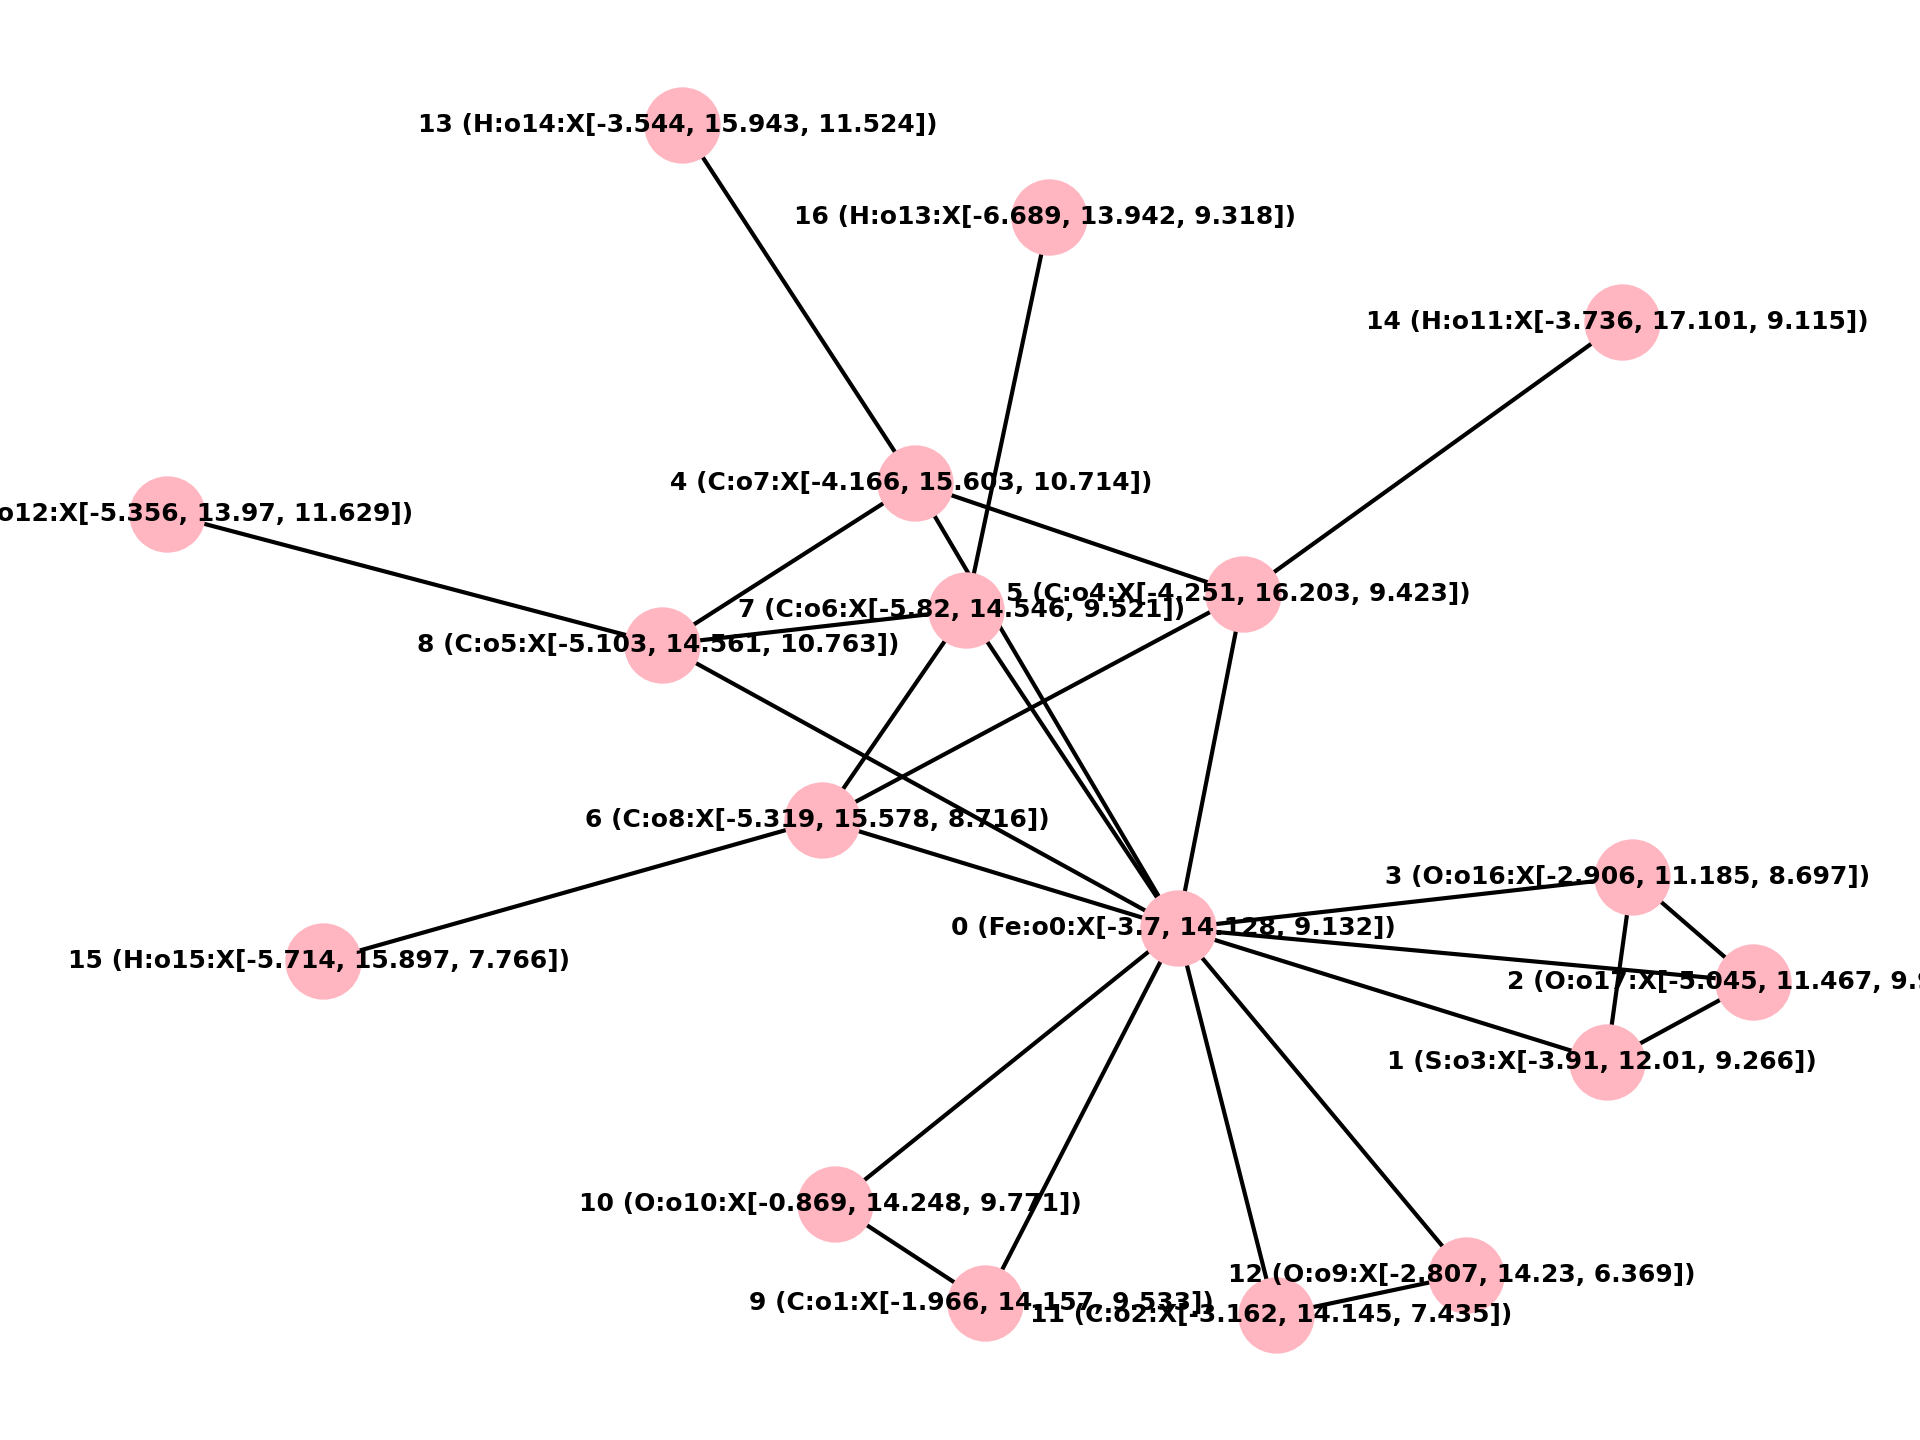 13 (H:o14:X[-3.544, 15.943, 11.524])
16 (H:o13:X[-6.689, 13.942, 9.318])
14 (H:o11:X[-3.736, 17.101, 9.115])
4 (C:o7:X[-4.166, 15.603, 10.714])
o12:X[-5.356, 13.97, 11.629])
5 (C:o4:X[-4.251, 16.203, 9.423])
7 (C:o6:X[-5.82, 14.546, 9.521])
8 (C:o5:X[-5.103, 14.561, 10.763])
6 (C:o8:X[-5.319, 15.578, 8.716])
3 (O:o16:X[-2.906, 11.185, 8.697])
0 (Fe:o0:X[-3.7, 14.128, 9.132])
15 (H:o15:X[-5.714, 15.897, 7.766])
2 (O:o17:X[-5.045, 11.467, 9.9
1 (S:o3:X[-3.91, 12.01, 9.266])
10 (O:o10:X[-0.869, 14.248, 9.771])
12 (O:o9:X[-2.807, 14.23, 6.369])
9 (C:o1:X[-1.966, 14.157, 9.533])
11 (C:o2:X[-3.162, 14.145, 7.435])